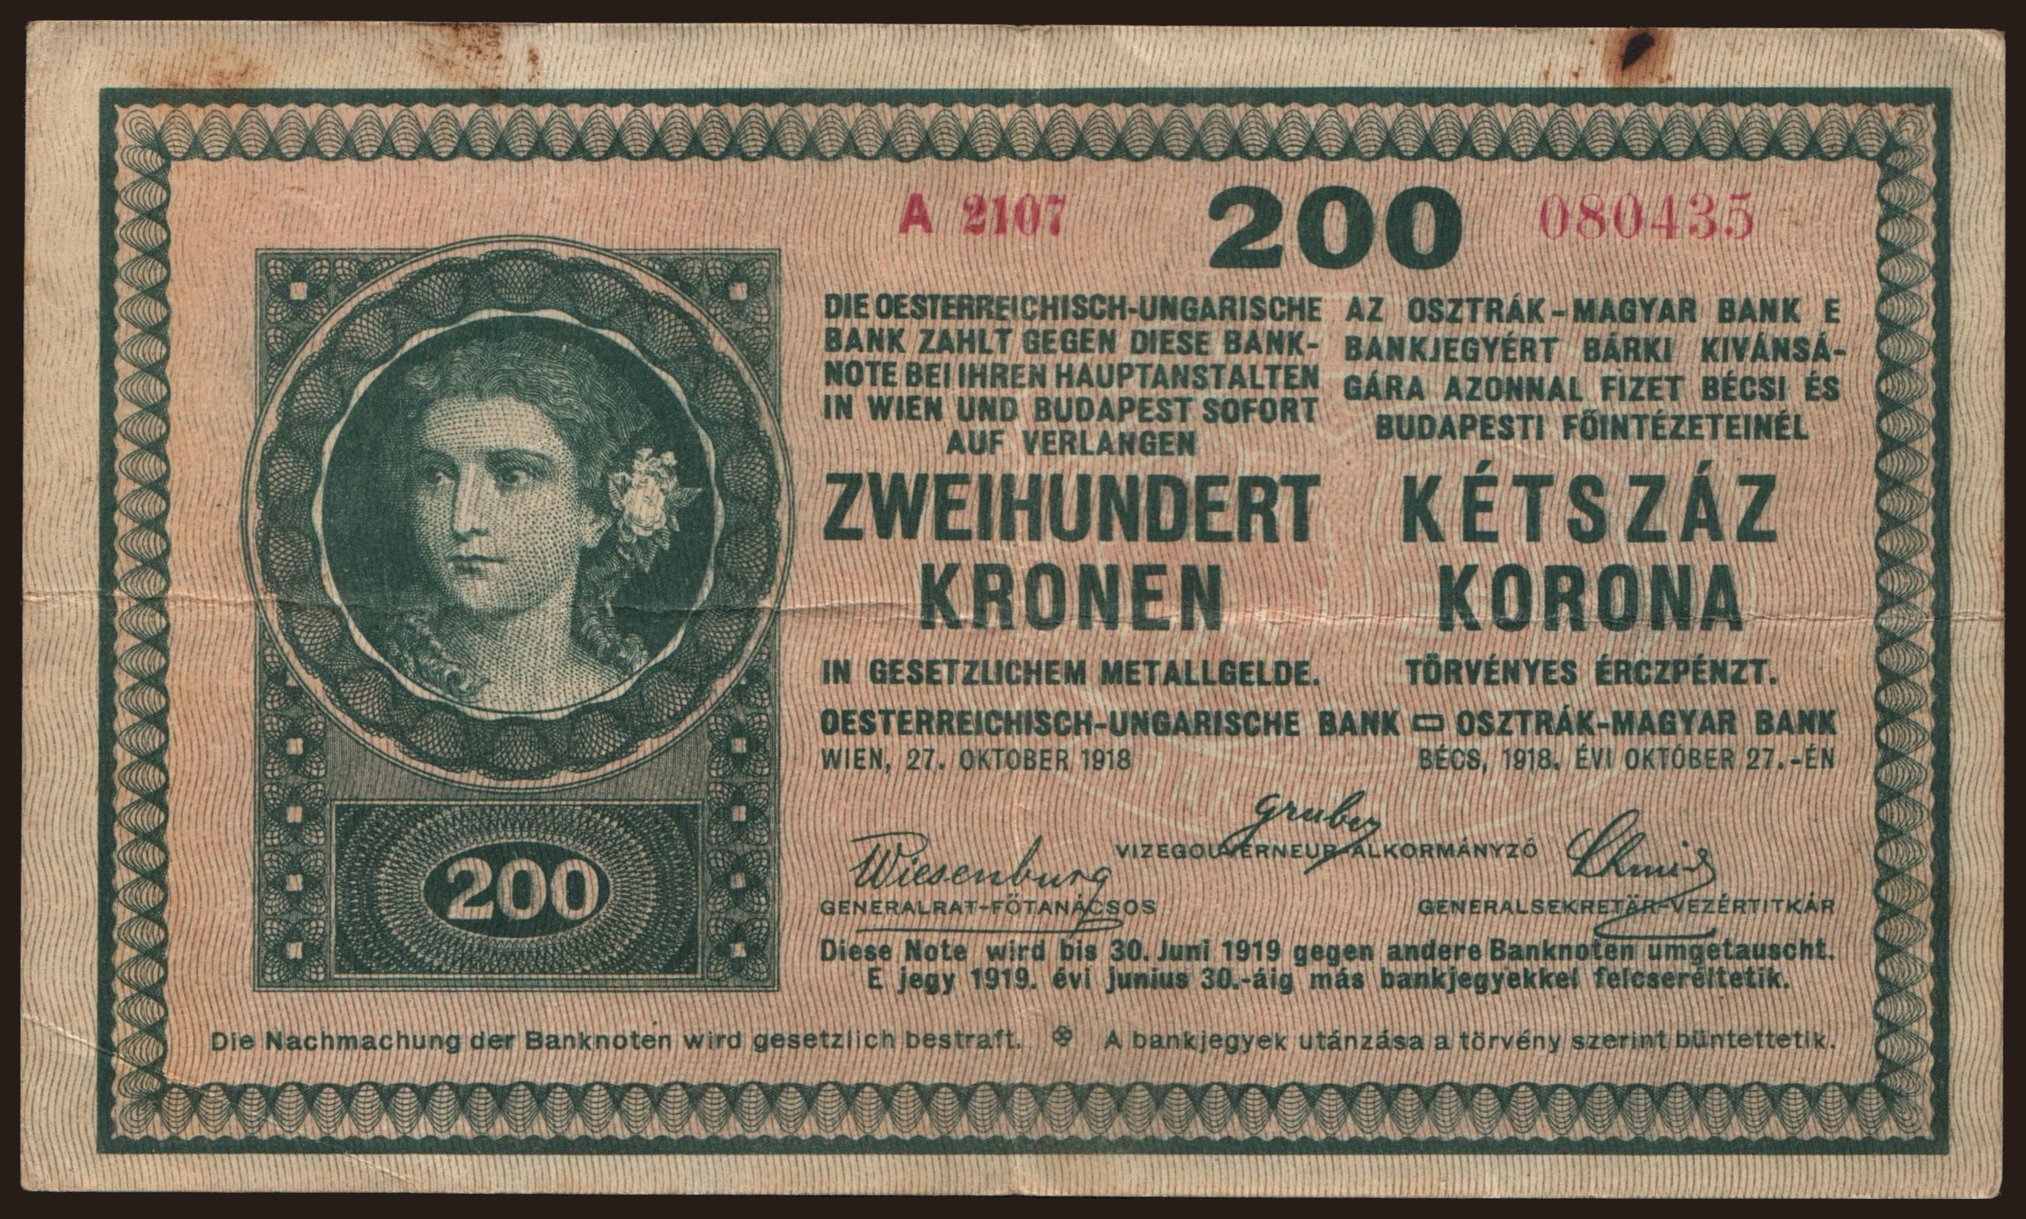 A 2107 200 080435
DIE OESTERREICHISCH-UNGARISCHE
BANK ZAHLT GEGEN DIESE BANK-
NOTE BEI IHREN HAUPTANSTALTEN
IN WIEN UND BUDAPEST SOFORT
AUF VERLANGEN
ZWEIHUNDERT
KRONEN
IN GESETZLICHEM METALLGELDE.
AZ OSZTRÁK-MAGYAR BANK E
BANKJEGYÉRT BÁRKI KIVÁNSÁ-
GÁRA AZONNAL FIZET BÉCSI ÉS
BUDAPESTI FŐINTÉZETEINÉL
KÉTSZÁZ
KORONA
TÖRVÉNYES ÉRCZPÉNZT.
OESTERREICHISCH-UNGARISCHE BANK OSZTRÁK-MAGYAR BANK
WIEN, 27. OKTOBER 1918 BÉCS, 1918. ÉVI OKTÓBER 27.-ÉN
Gruber
VIZEGOUVERNEUR-ALKORMÁNYZÓ
Wiesenburg
GENERALRAT-FŐTANÁCSOS
Schmid
GENERALSEKRETÄR-VEZÉRTITKÁR
200
Diese Note wird bis 30. Juni 1919 gegen andere Banknoten umgetauscht.
E jegy 1919. évi junius 30.-áig más bankjegyekkel felcseréltetik.
Die Nachmachung der Banknoten wird gesetzlich bestraft. A bankjegyek utánzása a törvény szerint büntettetik.